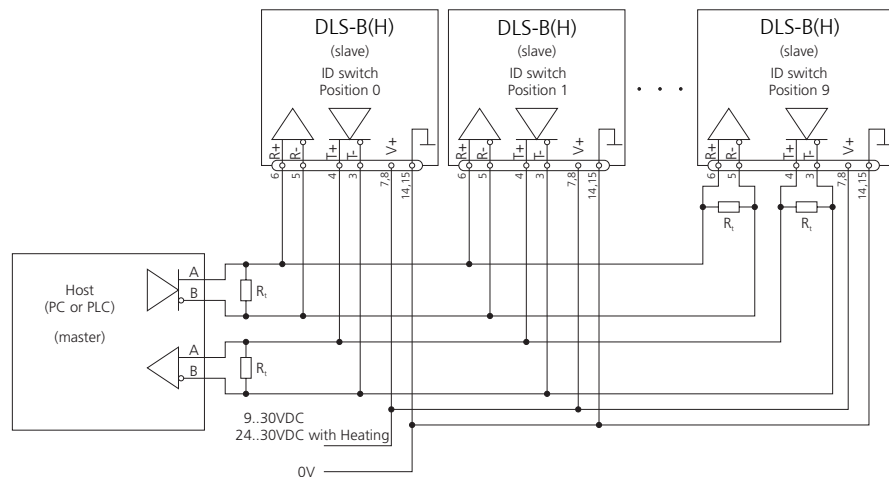 DLS-B(H)
(slave)
ID switch
Position 0
R+
R-
T+
T-
V+
6
5
4
3
7,8
14,15
DLS-B(H)
(slave)
ID switch
Position 1
R+
R-
T+
T-
V+
6
5
4
3
7,8
14,15
. . .
DLS-B(H)
(slave)
ID switch
Position 9
R+
R-
T+
T-
V+
6
5
4
3
7,8
14,15
Rt
Rt
Host
(PC or PLC)
(master)
A
B
Rt
A
B
Rt
9..30VDC
24..30VDC with Heating
0V